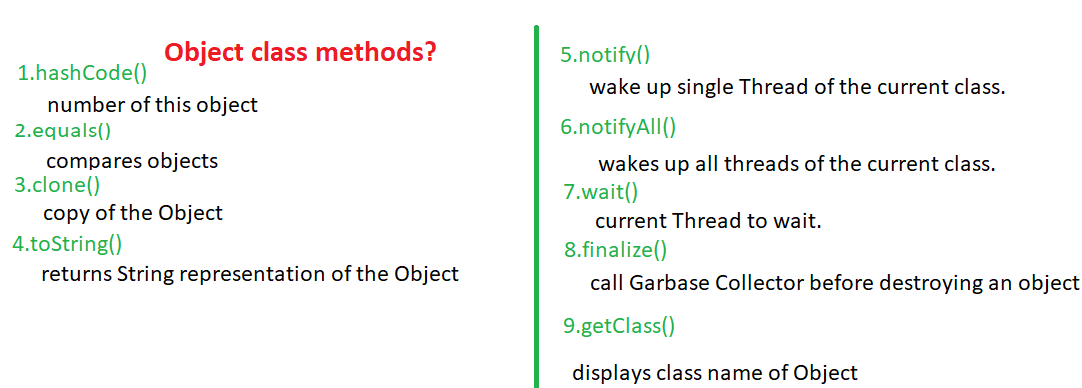 Object class methods?
1.hashCode()
number of this object
2.equals()
compares objects
3.clone()
copy of the Object
4.toString()
returns String representation of the Object
5.notify()
wake up single Thread of the current class.
6.notifyAll()
wakes up all threads of the current class.
7.wait()
current Thread to wait.
8.finalize()
call Garbase Collector before destroying an object
9.getClass()
displays class name of Object